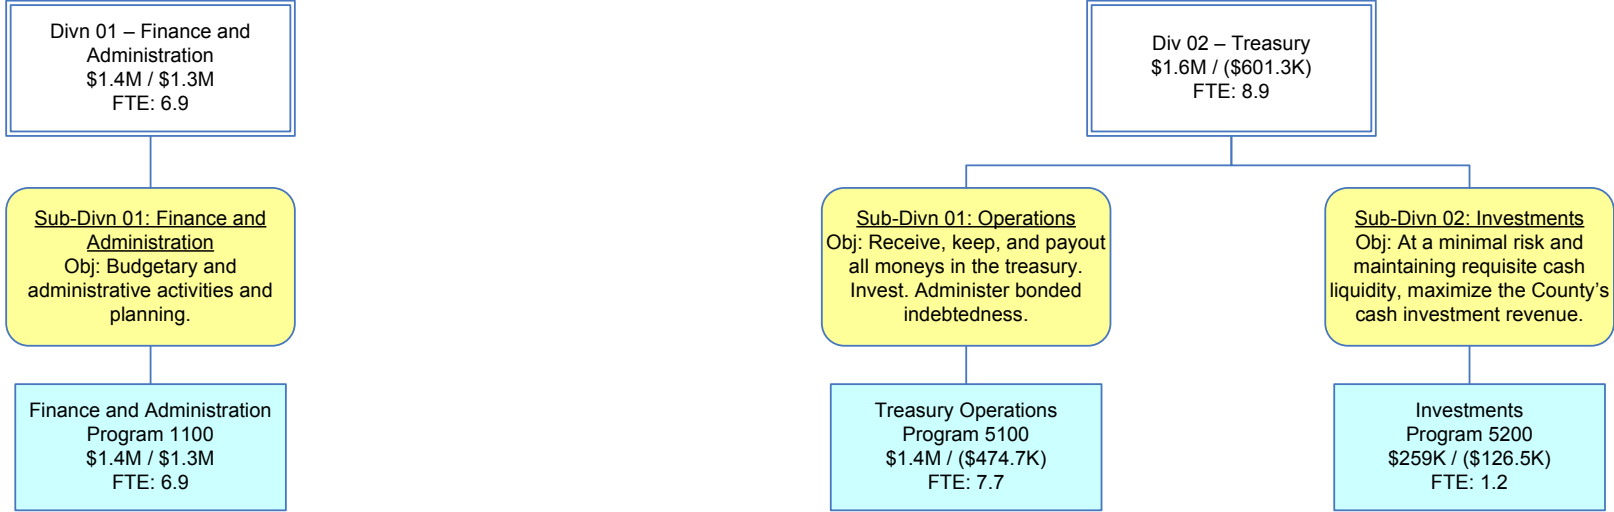 Divn 01 – Finance and
Administration
$1.4M / $1.3M
FTE: 6.9
Div 02 – Treasury
$1.6M / ($601.3K)
FTE: 8.9
Sub-Divn 01: Finance and
Administration
Obj: Budgetary and
administrative activities and
planning.
Sub-Divn 01: Operations
Obj: Receive, keep, and payout
all moneys in the treasury.
Invest. Administer bonded
indebtedness.
Sub-Divn 02: Investments
Obj: At a minimal risk and
maintaining requisite cash
liquidity, maximize the County’s
cash investment revenue.
Finance and Administration
Program 1100
$1.4M / $1.3M
FTE: 6.9
Treasury Operations
Program 5100
$1.4M / ($474.7K)
FTE: 7.7
Investments
Program 5200
$259K / ($126.5K)
FTE: 1.2